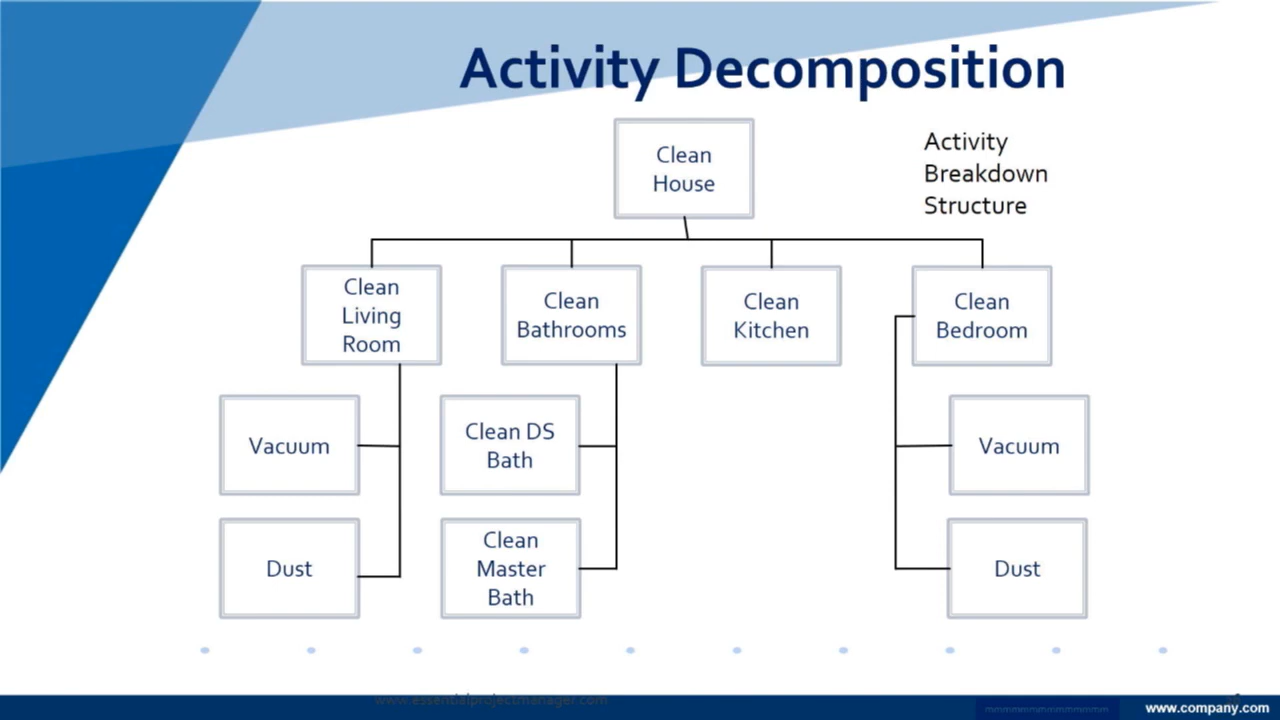 Activity Decomposition
Clean
House
Activity
Breakdown
Structure
Clean
Living
Room
Clean
Bathrooms
Clean
Kitchen
Clean
Bedroom
Vacuum
Clean DS
Bath
Vacuum
Dust
Clean
Master
Bath
Dust
www.essentialprojectmanager.com
www.company.com